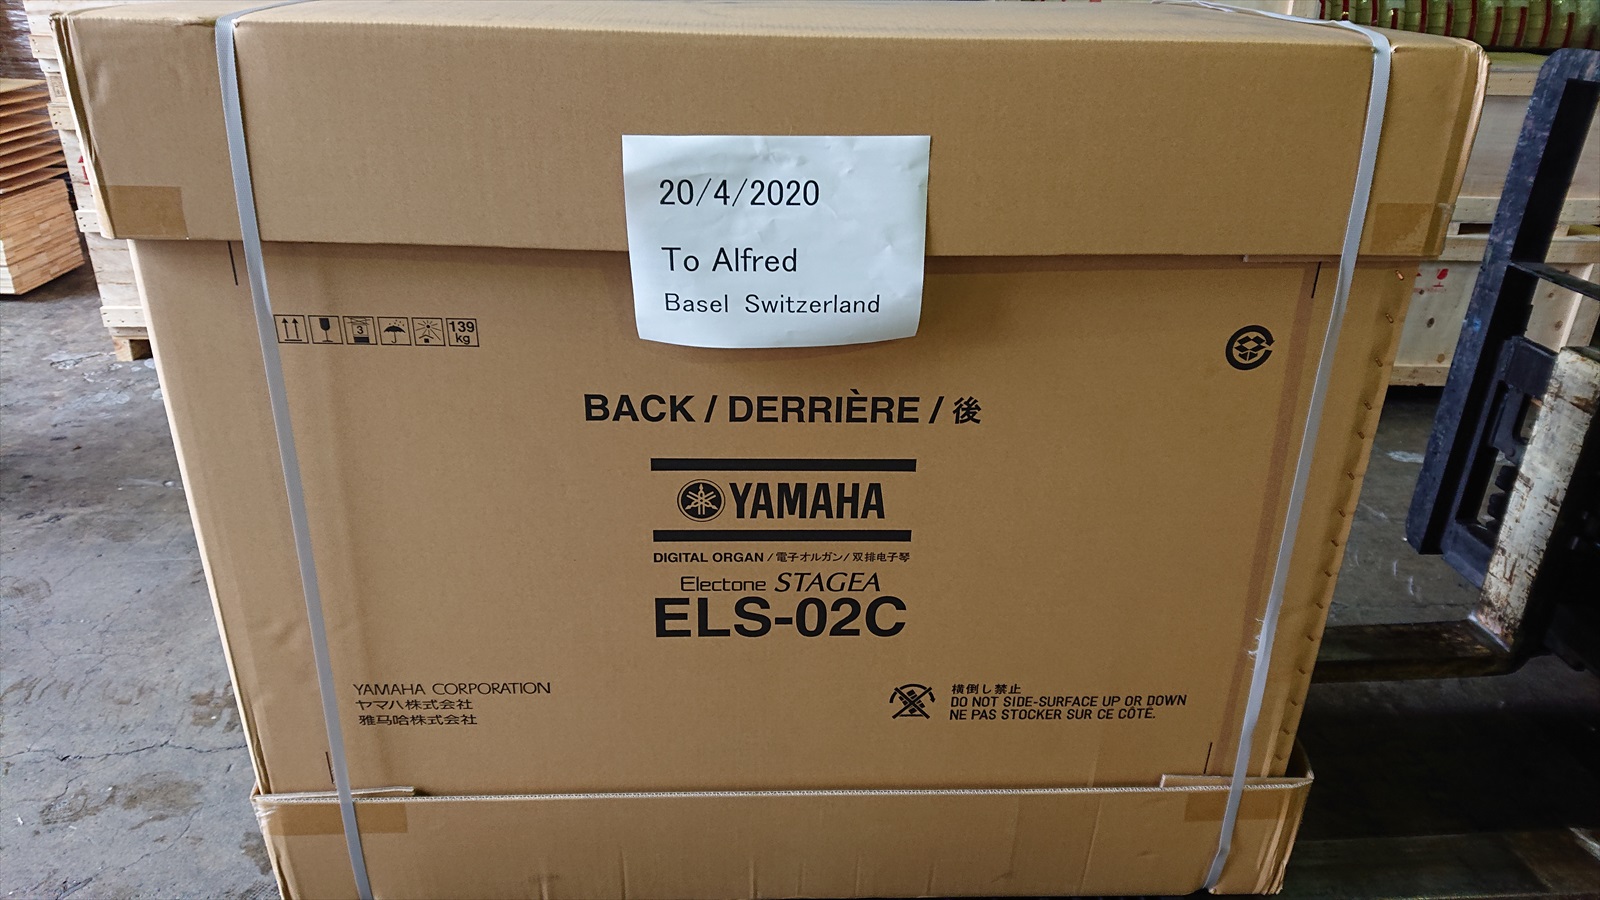 20/4/2020
To Alfred
Basel Switzerland
3
139
kg
BACK / DERRIÈRE / 後
YAMAHA
DIGITAL ORGAN / 電子オルガン / 双排电子琴
Electone STAGEA
ELS-02C
YAMAHA CORPORATION
ヤマハ株式会社
雅马哈株式会社
横倒し禁止
DO NOT SIDE-SURFACE UP OR DOWN
NE PAS STOCKER SUR CE CÔTÉ.